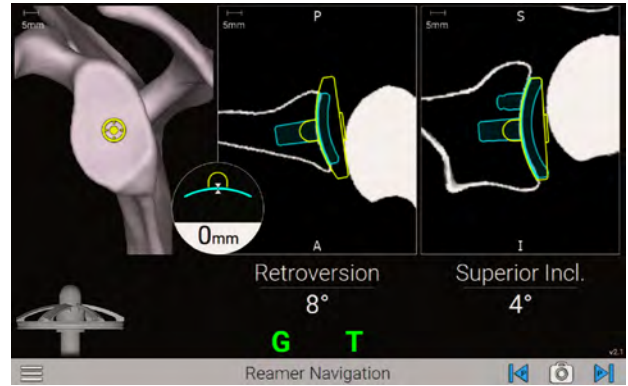 5mm
P
5mm
S
5mm
0mm
A
I
Retroversion
Superior Incl.
8°
4°
G T
v2.1
Reamer Navigation
P
P